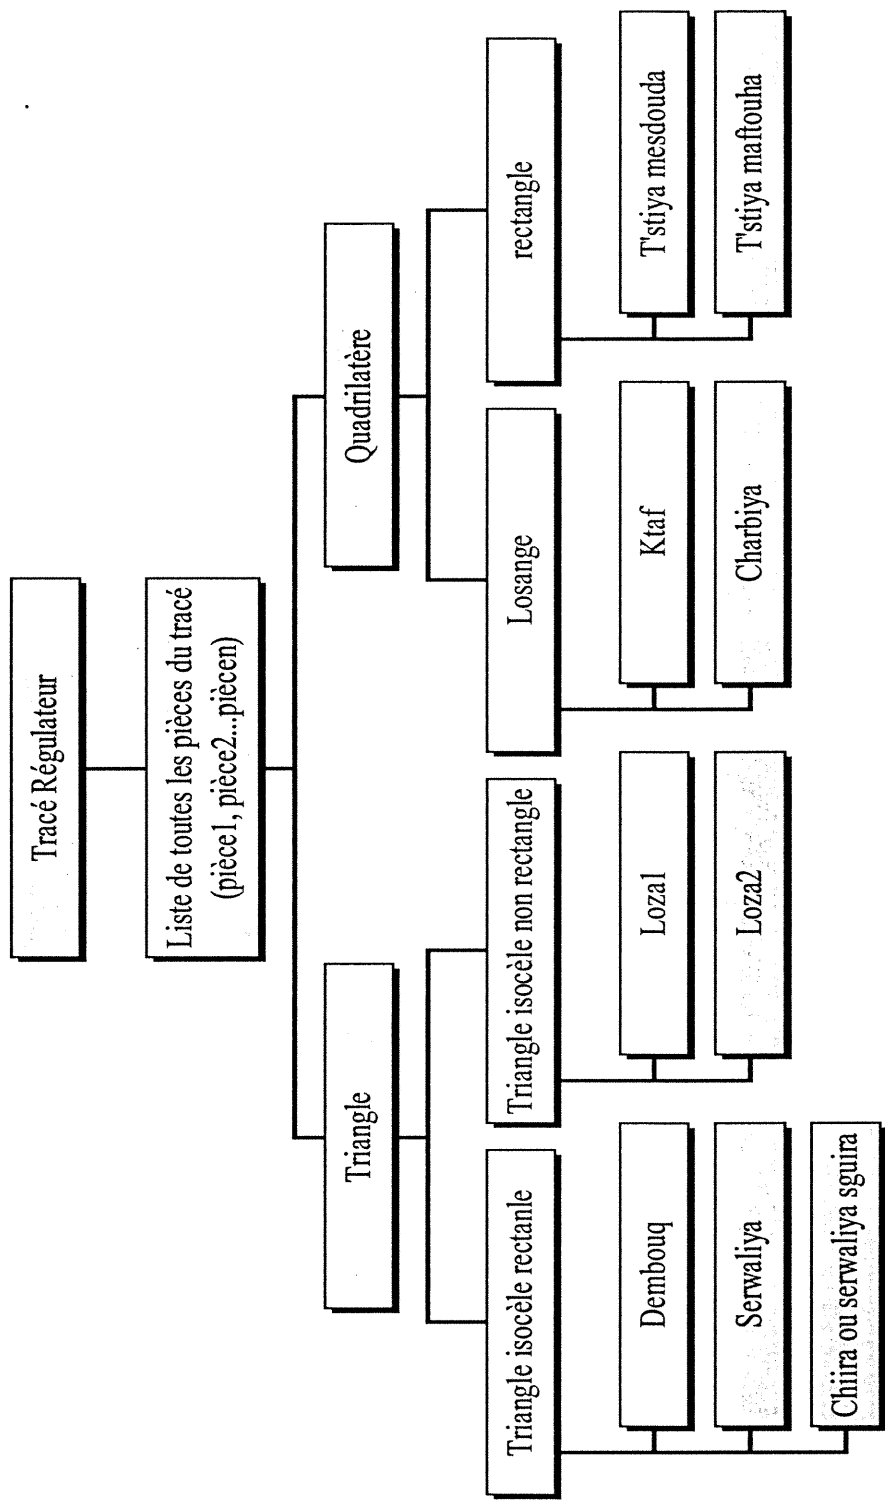 Tracé Régulateur
Liste de toutes les pièces du tracé
(pièce1, pièce2...piècen)
Triangle
Quadrilatère
Triangle isocèle rectanle
Triangle isocèle non rectangle
Losange
rectangle
Dembouq
Serwaliya
Chiira ou serwaliya sguira
Loza1
Loza2
Ktaf
Charbiya
T'stiya mesdouda
T'stiya maftouha